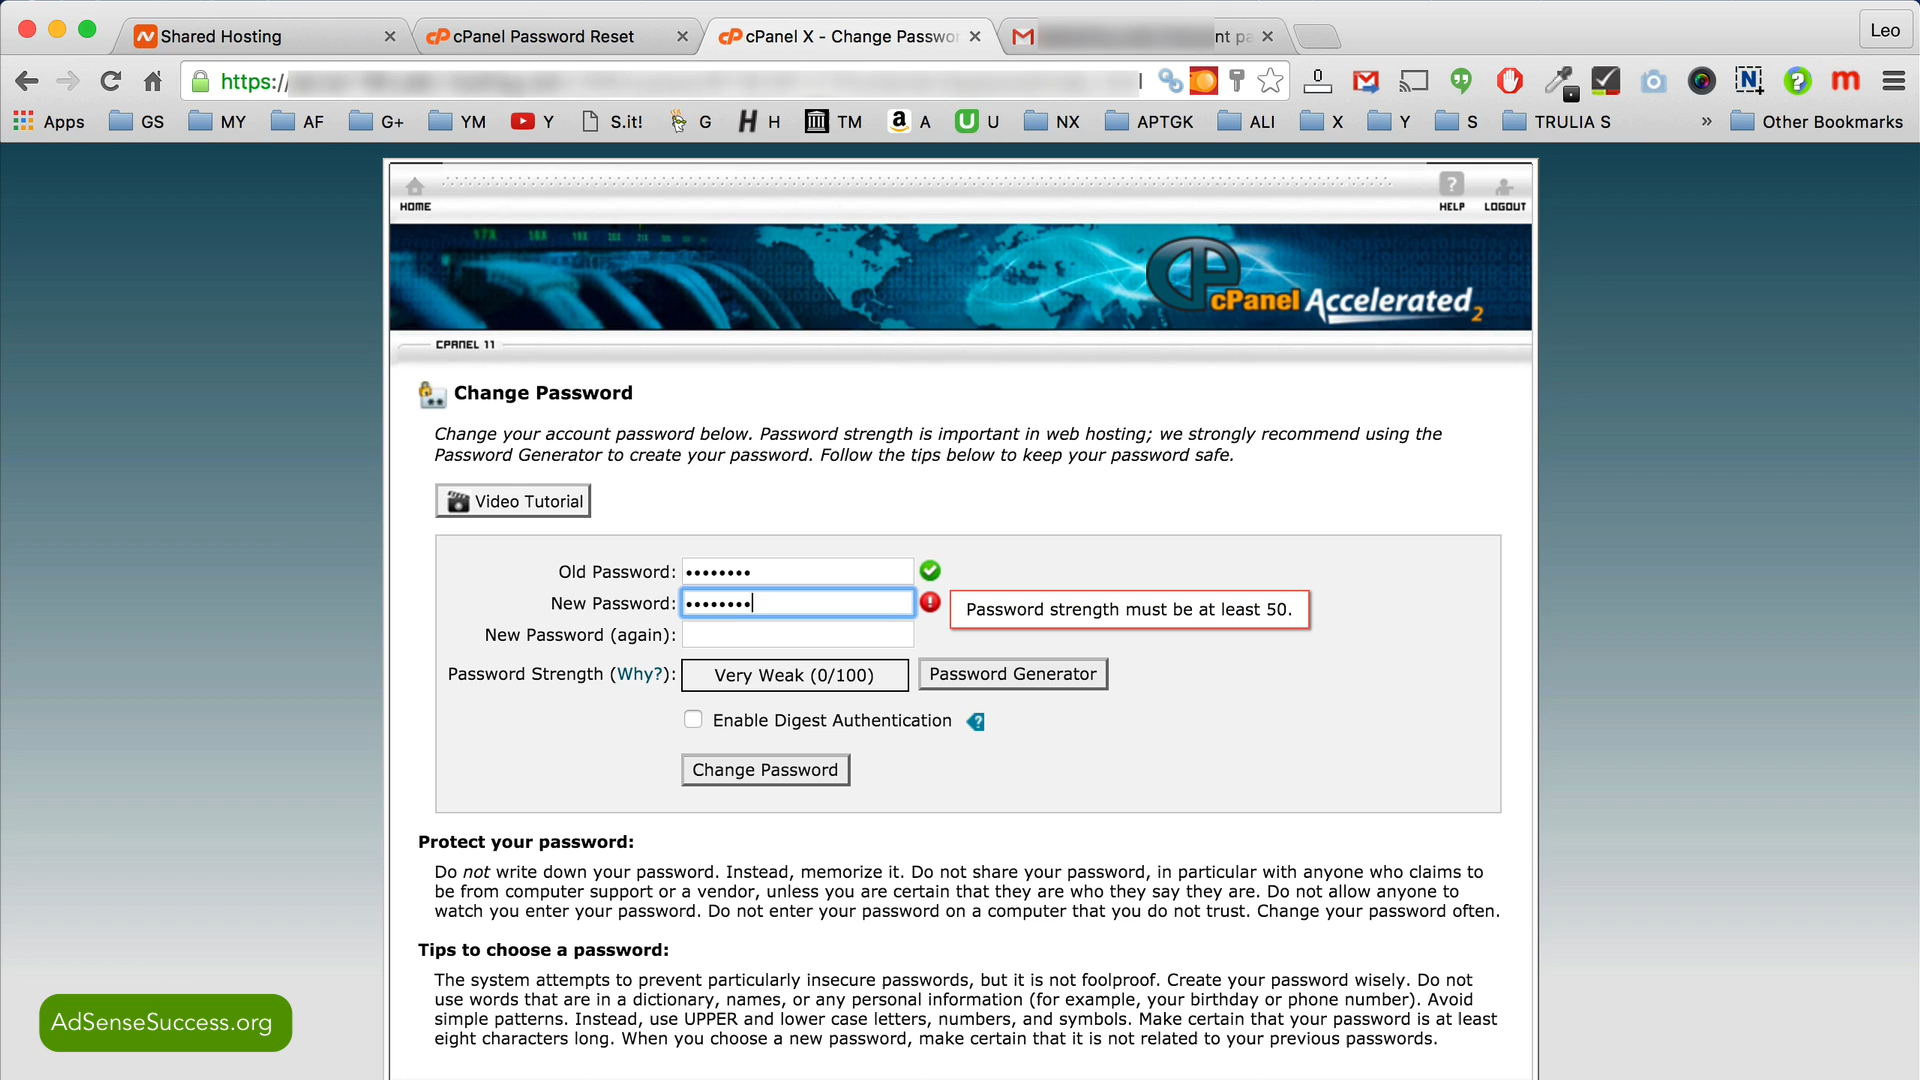 Shared Hosting
cPanel Password Reset
cPanel X - Change Passwo
nt pa
Leo
https:/
Apps GS MY AF G+ YM Y S.it! G H TM A U NX APTGK ALI X Y S TRULIA S » Other Bookmarks
HOME
HELP
LOGOUT
cPanel Accelerated2
CPANEL 11
Change Password
Change your account password below. Password strength is important in web hosting; we strongly recommend using the
Password Generator to create your password. Follow the tips below to keep your password safe.
Video Tutorial
Old Password: ••••••••
New Password: ••••••••
Password strength must be at least 50.
New Password (again):
Password Strength (Why?): Very Weak (0/100) Password Generator
Enable Digest Authentication
Change Password
Protect your password:
Do not write down your password. Instead, memorize it. Do not share your password, in particular with anyone who claims to
be from computer support or a vendor, unless you are certain that they are who they say they are. Do not allow anyone to
watch you enter your password. Do not enter your password on a computer that you do not trust. Change your password often.
Tips to choose a password:
The system attempts to prevent particularly insecure passwords, but it is not foolproof. Create your password wisely. Do not
use words that are in a dictionary, names, or any personal information (for example, your birthday or phone number). Avoid
simple patterns. Instead, use UPPER and lower case letters, numbers, and symbols. Make certain that your password is at least
eight characters long. When you choose a new password, make certain that it is not related to your previous passwords.
AdSenseSuccess.org